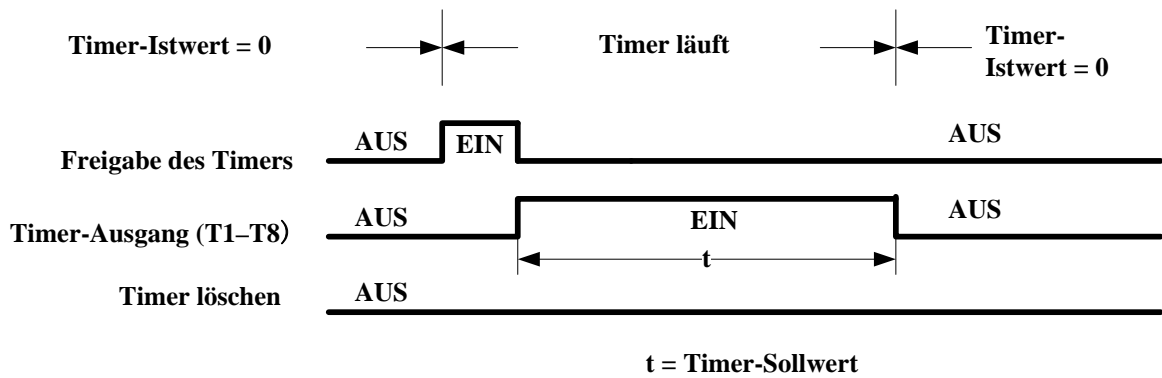 Timer-Istwert = 0
Timer läuft
Timer-
Istwert = 0
Freigabe des Timers
AUS
EIN
AUS
Timer-Ausgang (T1–T8）
AUS
EIN
AUS
t
Timer löschen
AUS
t = Timer-Sollwert